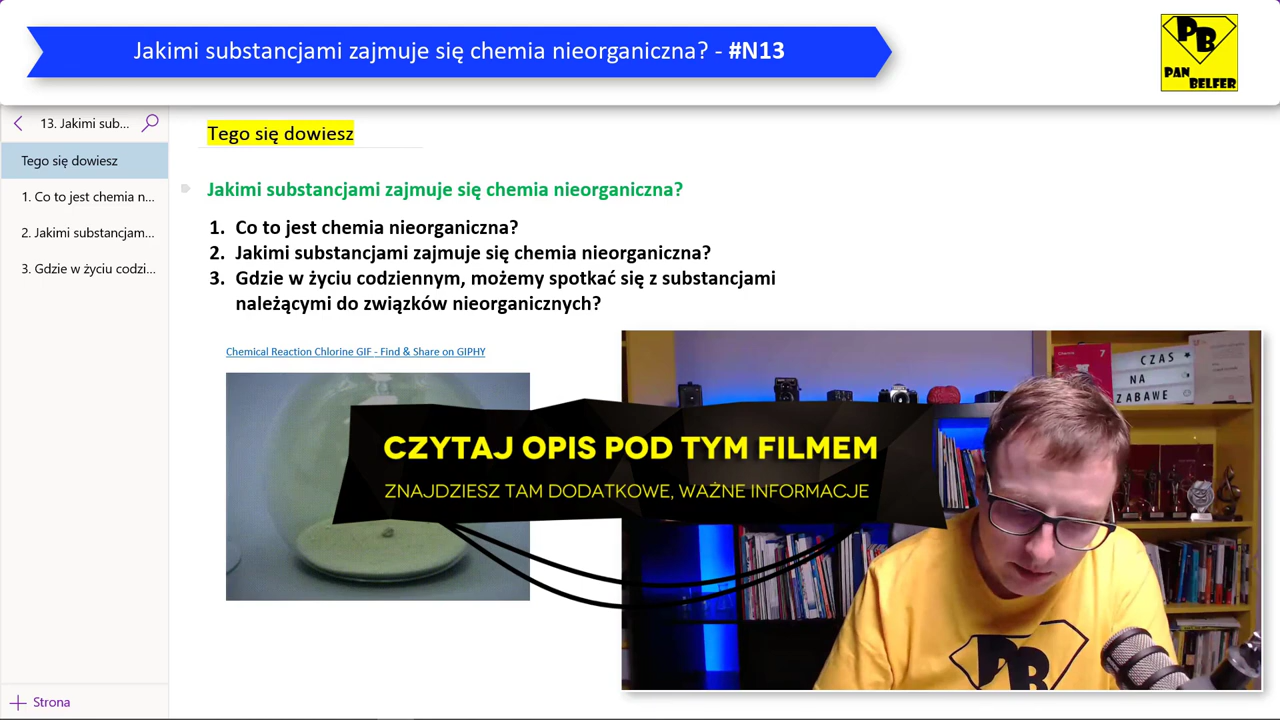 Jakimi substancjami zajmuje się chemia nieorganiczna? - #N13
PB
PAN
BELFER
13. Jakimi sub...
Tego się dowiesz
1. Co to jest chemia n...
2. Jakimi substancjam...
3. Gdzie w życiu codzi...
Strona
Tego się dowiesz
Jakimi substancjami zajmuje się chemia nieorganiczna?
1. Co to jest chemia nieorganiczna?
2. Jakimi substancjami zajmuje się chemia nieorganiczna?
3. Gdzie w życiu codziennym, możemy spotkać się z substancjami
należącymi do związków nieorganicznych?
Chemical Reaction Chlorine GIF - Find & Share on GIPHY
CZYTAJ OPIS POD TYM FILMEM
ZNAJDZIESZ TAM DODATKOWE, WAŻNE INFORMACJE
7
CZAS
NA
ZABAWE
PB